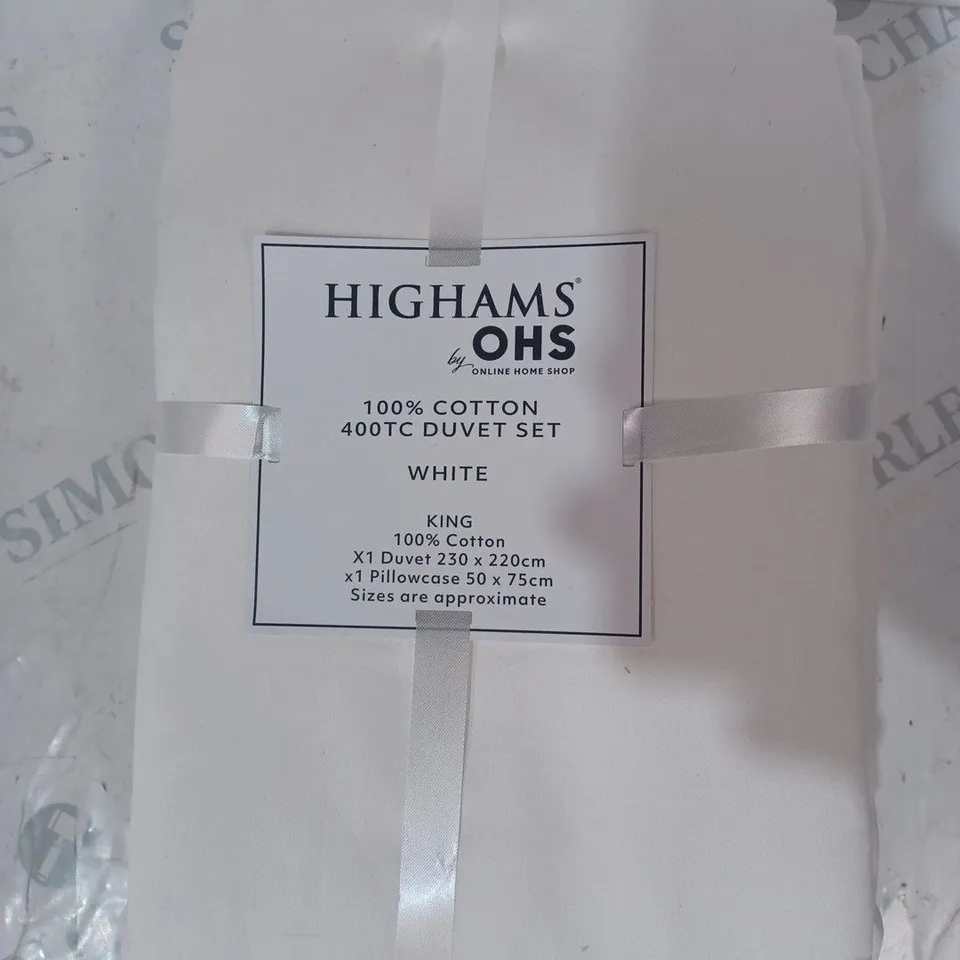 HIGHAMS®
by OHS
ONLINE HOME SHOP
100% COTTON
400TC DUVET SET
WHITE
KING
100% Cotton
X1 Duvet 230 x 220cm
x1 Pillowcase 50 x 75cm
Sizes are approximate